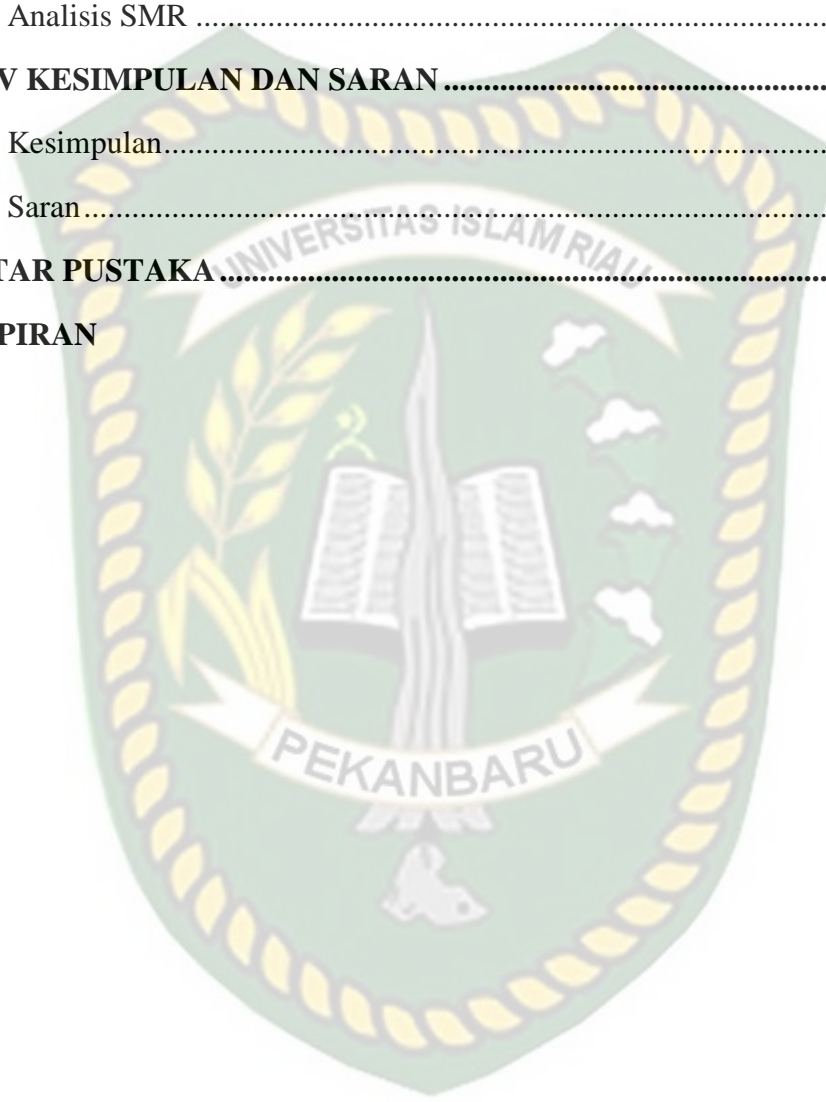 Analisis SMR ...........................................................................
V KESIMPULAN DAN SARAN ................................................
Kesimpulan...............................................................................
Saran.........................................................................................
UNIVERSITAS ISLAM RIAU
TAR PUSTAKA............................................................................
PIRAN
PEKANBARU